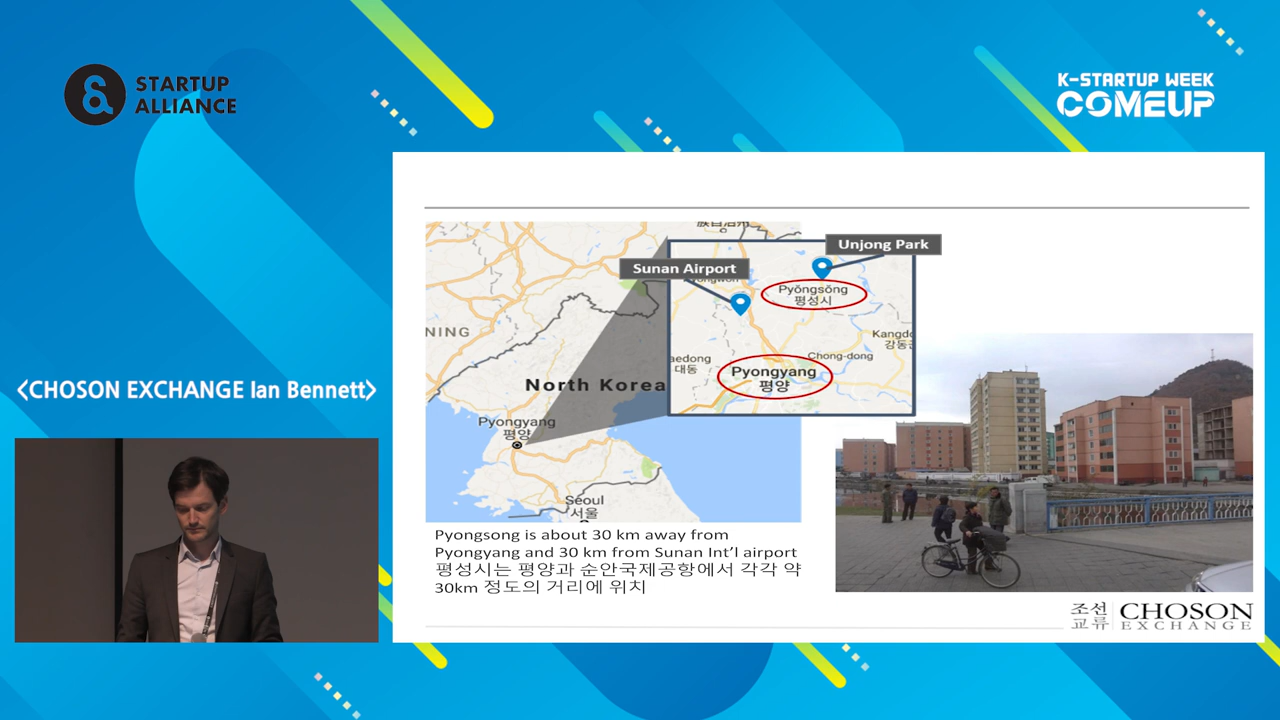 STARTUP
ALLIANCE
K-STARTUP WEEK
COMEUP
<CHOSON EXCHANGE Ian Bennett>
Unjong Park
Sunan Airport
Pyŏngsŏng
평성시
NING
Kangdo
강동군
Chong-dong
aedong
대동
Pyongyang
평양
North Korea
Pyongyang
평양
Seoul
서울
Pyongsong is about 30 km away from
Pyongyang and 30 km from Sunan Int’l airport
평성시는 평양과 순안국제공항에서 각각 약
30km 정도의 거리에 위치
조선
교류
CHOSON
EXCHANGE